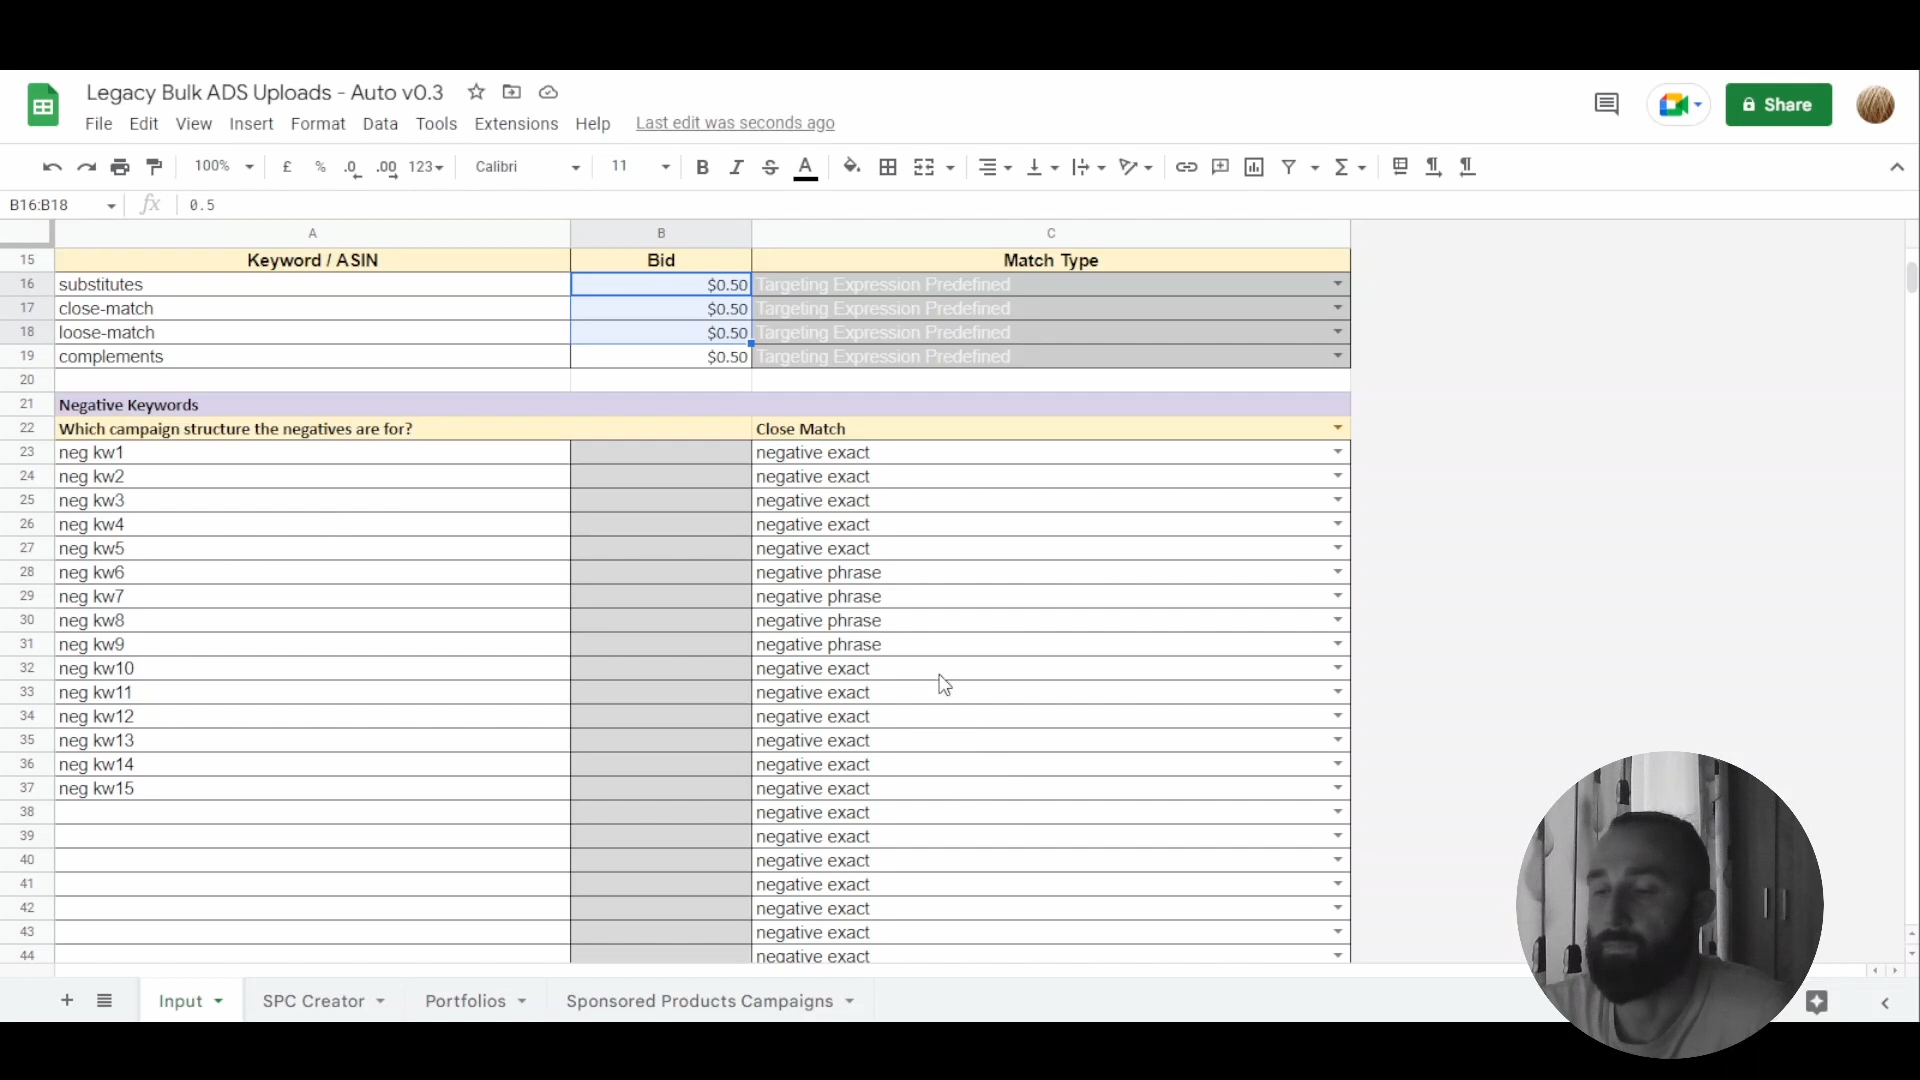 Legacy Bulk ADS Uploads - Auto v0.3
Share
File Edit View Insert Format Data Tools Extensions Help Last edit was seconds ago
100% £ % .0 .00 123 Calibri 11 B I S A
B16:B18 fx 0.5
A B C
15 Keyword / ASIN Bid Match Type
16 substitutes $0.50 Targeting Expression Predefined
17 close-match $0.50 Targeting Expression Predefined
18 loose-match $0.50 Targeting Expression Predefined
19 complements $0.50 Targeting Expression Predefined
20
21 Negative Keywords
22 Which campaign structure the negatives are for? Close Match
23 neg kw1 negative exact
24 neg kw2 negative exact
25 neg kw3 negative exact
26 neg kw4 negative exact
27 neg kw5 negative exact
28 neg kw6 negative phrase
29 neg kw7 negative phrase
30 neg kw8 negative phrase
31 neg kw9 negative phrase
32 neg kw10 negative exact
33 neg kw11 negative exact
34 neg kw12 negative exact
35 neg kw13 negative exact
36 neg kw14 negative exact
37 neg kw15 negative exact
38 negative exact
39 negative exact
40 negative exact
41 negative exact
42 negative exact
43 negative exact
44 negative exact
Input SPC Creator Portfolios Sponsored Products Campaigns